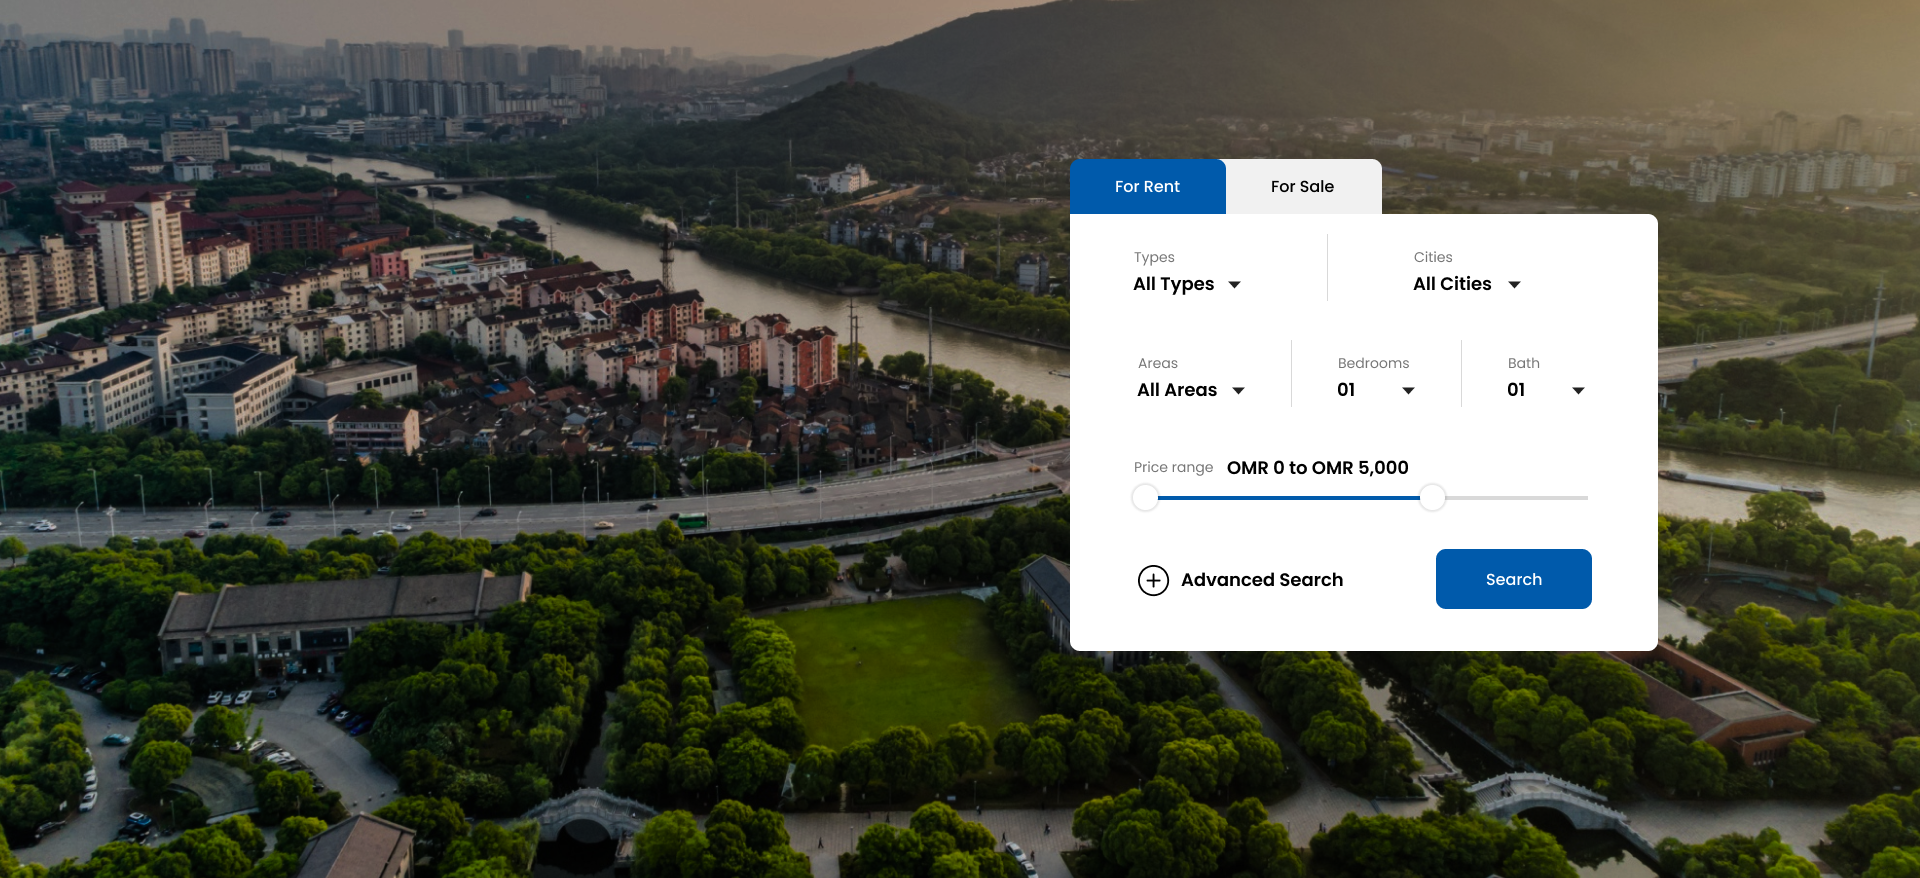 For Rent For Sale
Types Cities
All Types All Cities
Areas Bedrooms Bath
All Areas 01 01
Price range OMR 0 to OMR 5,000
Advanced Search Search